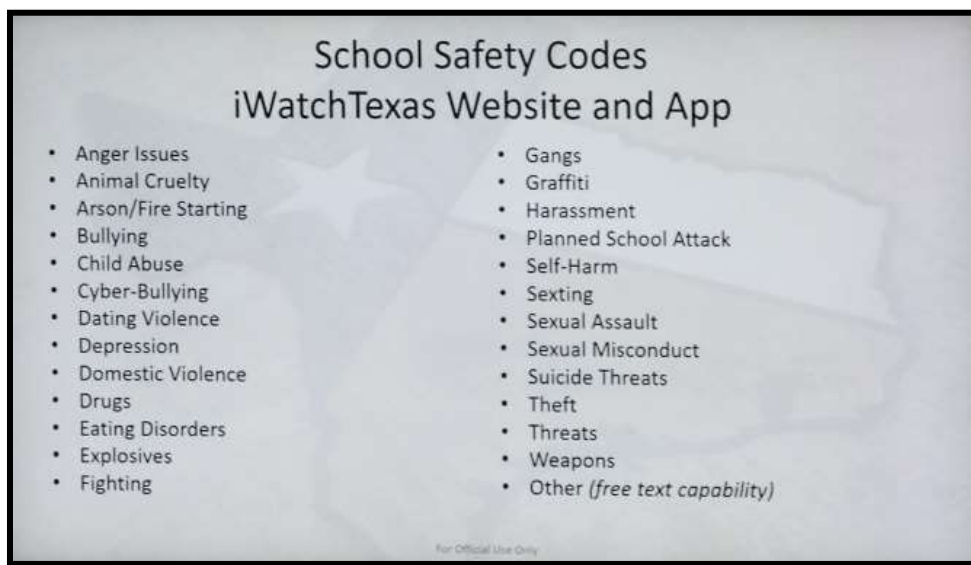 School Safety Codes
iWatchTexas Website and App
• Anger Issues
• Animal Cruelty
• Arson/Fire Starting
• Bullying
• Child Abuse
• Cyber-Bullying
• Dating Violence
• Depression
• Domestic Violence
• Drugs
• Eating Disorders
• Explosives
• Fighting
• Gangs
• Graffiti
• Harassment
• Planned School Attack
• Self-Harm
• Sexting
• Sexual Assault
• Sexual Misconduct
• Suicide Threats
• Theft
• Threats
• Weapons
• Other (free text capability)
For Official Use Only